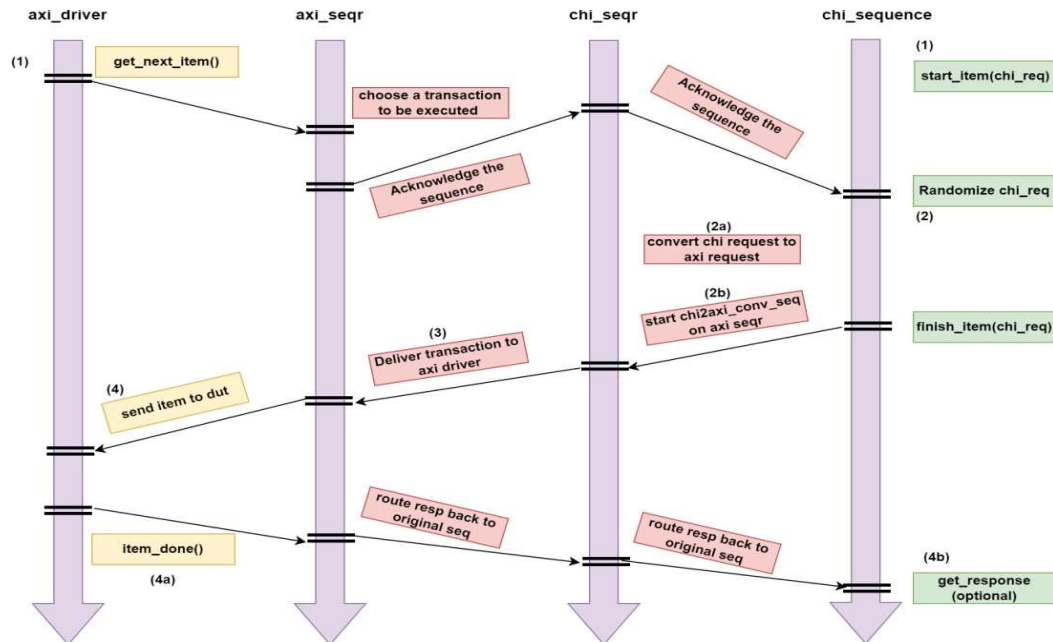 axi_driver
axi_seqr
chi_seqr
chi_sequence
(1)
get_next_item()
choose a transaction
to be executed
Acknowledge the
sequence
Acknowledge the
sequence
(1)
start_item(chi_req)
Randomize chi_req
(2)
(2a)
convert chi request to
axi request
(2b)
start chi2axi_conv_seq
on axi seqr
finish_item(chi_req)
(3)
Deliver transaction to
axi driver
(4)
send item to dut
item_done()
(4a)
route resp back to
original seq
route resp back to
original seq
(4b)
get_response
(optional)